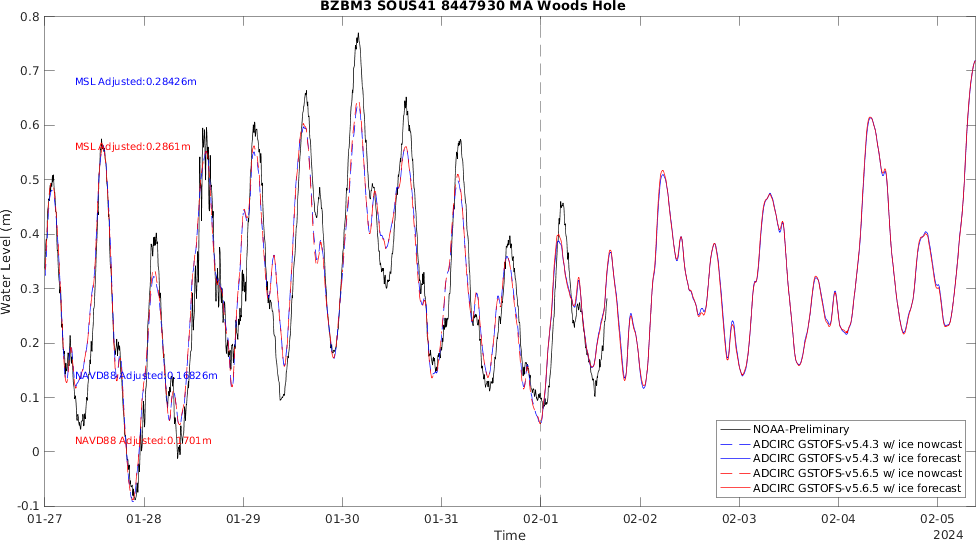 BZBM3 SOUS41 8447930 MA Woods Hole
0.8
0.7
0.6
0.5
0.4
0.3
0.2
0.1
0
-0.1
Water Level (m)
MSL Adjusted:0.28426m
MSL Adjusted:0.2861m
NAVD88 Adjusted:0.16826m
NAVD88 Adjusted:0.1701m
NOAA-Preliminary
ADCIRC GSTOFS-v5.4.3 w/ ice nowcast
ADCIRC GSTOFS-v5.4.3 w/ ice forecast
ADCIRC GSTOFS-v5.6.5 w/ ice nowcast
ADCIRC GSTOFS-v5.6.5 w/ ice forecast
01-27 01-28 01-29 01-30 01-31 02-01 02-02 02-03 02-04 02-05
2024
Time